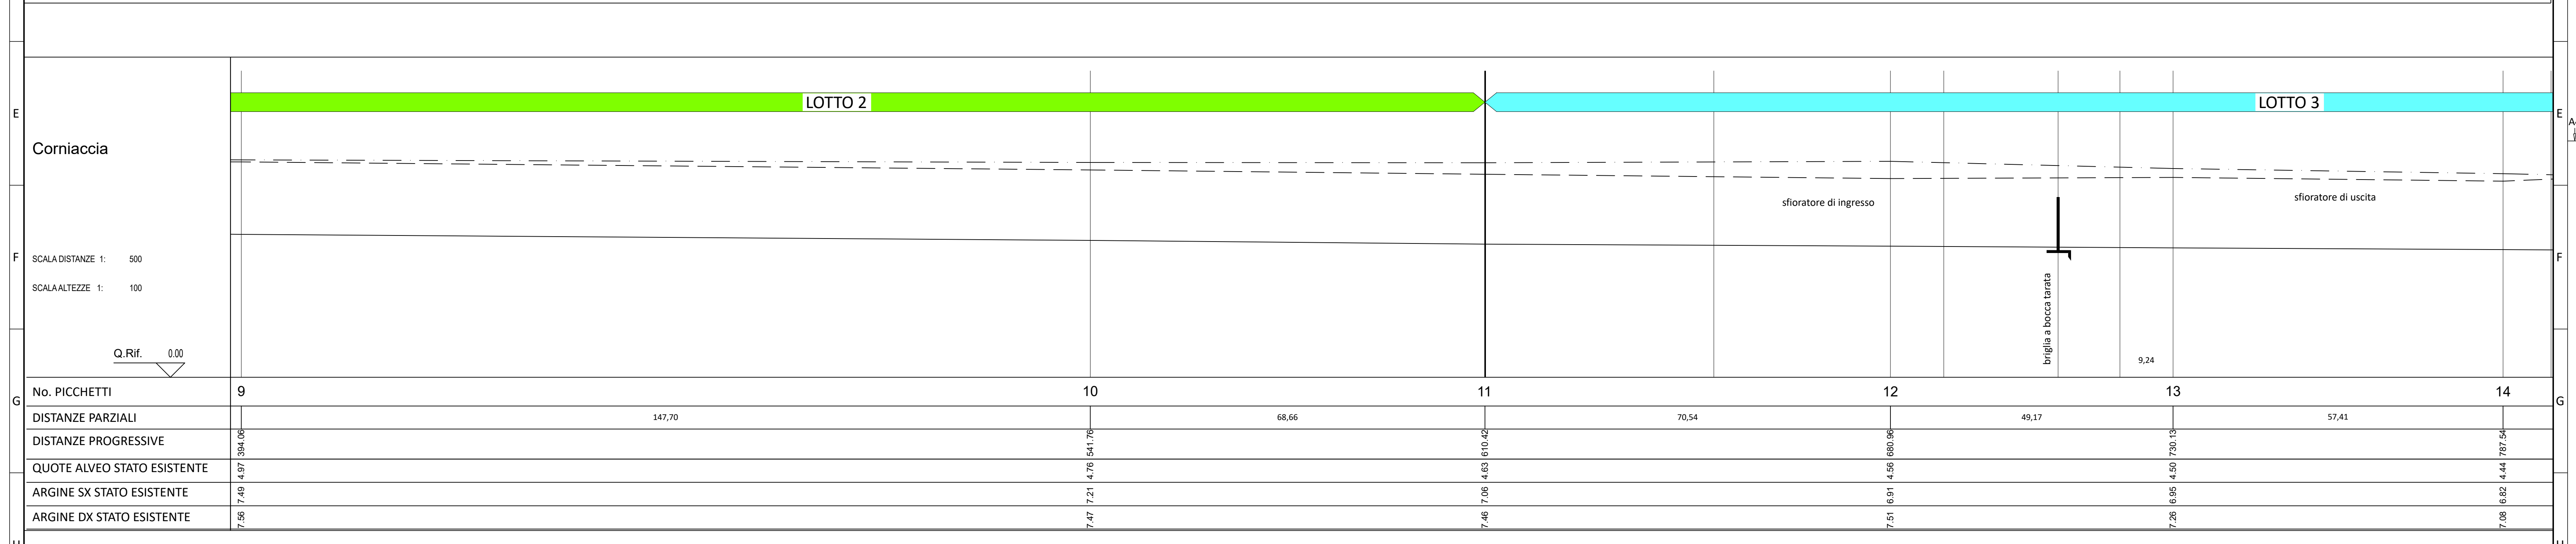 LOTTO 2
LOTTO 3
E
E
Corniaccia
sfioratore di ingresso
sfioratore di uscita
F
F
SCALA DISTANZE 1: 500
SCALA ALTEZZE 1: 100
briglia a bocca tarata
Q.Rif. 0.00
9,24
No. PICCHETTI 9 10 11 12 13 14
G
G
DISTANZE PARZIALI 147,70 68,66 70,54 49,17 57,41
DISTANZE PROGRESSIVE 394.06 541.76 610.42 680.96 730.13 787.54
QUOTE ALVEO STATO ESISTENTE 4.97 4.76 4.63 4.56 4.50 4.44
ARGINE SX STATO ESISTENTE 7.49 7.21 7.06 6.91 6.95 6.82
ARGINE DX STATO ESISTENTE 7.56 7.47 7.46 7.51 7.26 7.08